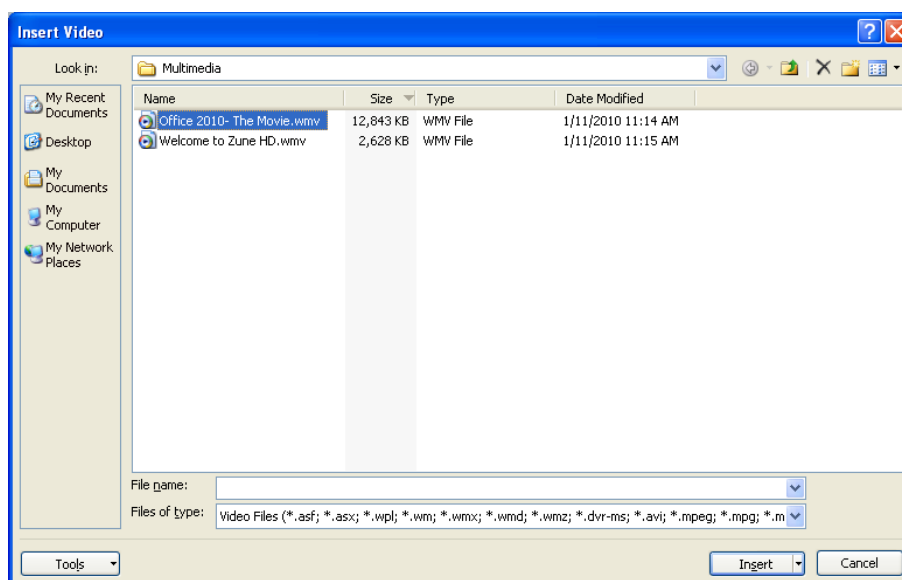 Insert Video
Look in: Multimedia
My Recent Documents
Desktop
My Documents
My Computer
My Network Places
Name Size Type Date Modified
Office 2010- The Movie.wmv 12,843 KB WMV File 1/11/2010 11:14 AM
Welcome to Zune HD.wmv 2,628 KB WMV File 1/11/2010 11:15 AM
File name:
Files of type: Video Files (*.asf; *.asx; *.wpl; *.wm; *.wmx; *.wmd; *.wmz; *.dvr-ms; *.avi; *.mpeg; *.mpg; *.m
Tools Insert Cancel